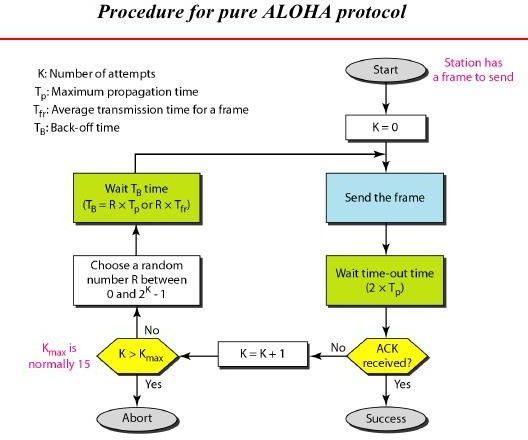 Procedure for pure ALOHA protocol
K: Number of attempts
Tp: Maximum propagation time
Tfr: Average transmission time for a frame
TB: Back-off time
Start
Station has
a frame to send
K = 0
Wait TB time
(TB = R × Tp or R × Tfr)
Send the frame
Choose a random
number R between
0 and 2^K - 1
Wait time-out time
(2 × Tp)
Kmax is
normally 15
No
K > Kmax
K = K + 1
No
ACK
received?
Yes
Yes
Abort
Success